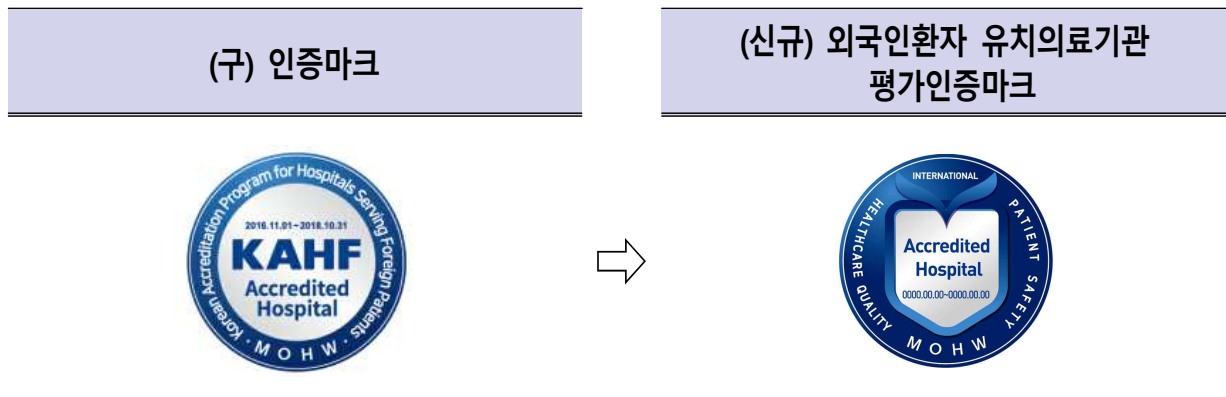 (구) 인증마크
(신규) 외국인환자 유치의료기관
평가인증마크
Korean Accreditation Program for Hospitals Serving Foreign Patients
2016.11.01~2018.10.31
KAHF
Accredited
Hospital
· MOHW ·
INTERNATIONAL
HEALTHCARE QUALITY
PATIENT SAFETY
Accredited
Hospital
0000.00.00~0000.00.00
MOHW